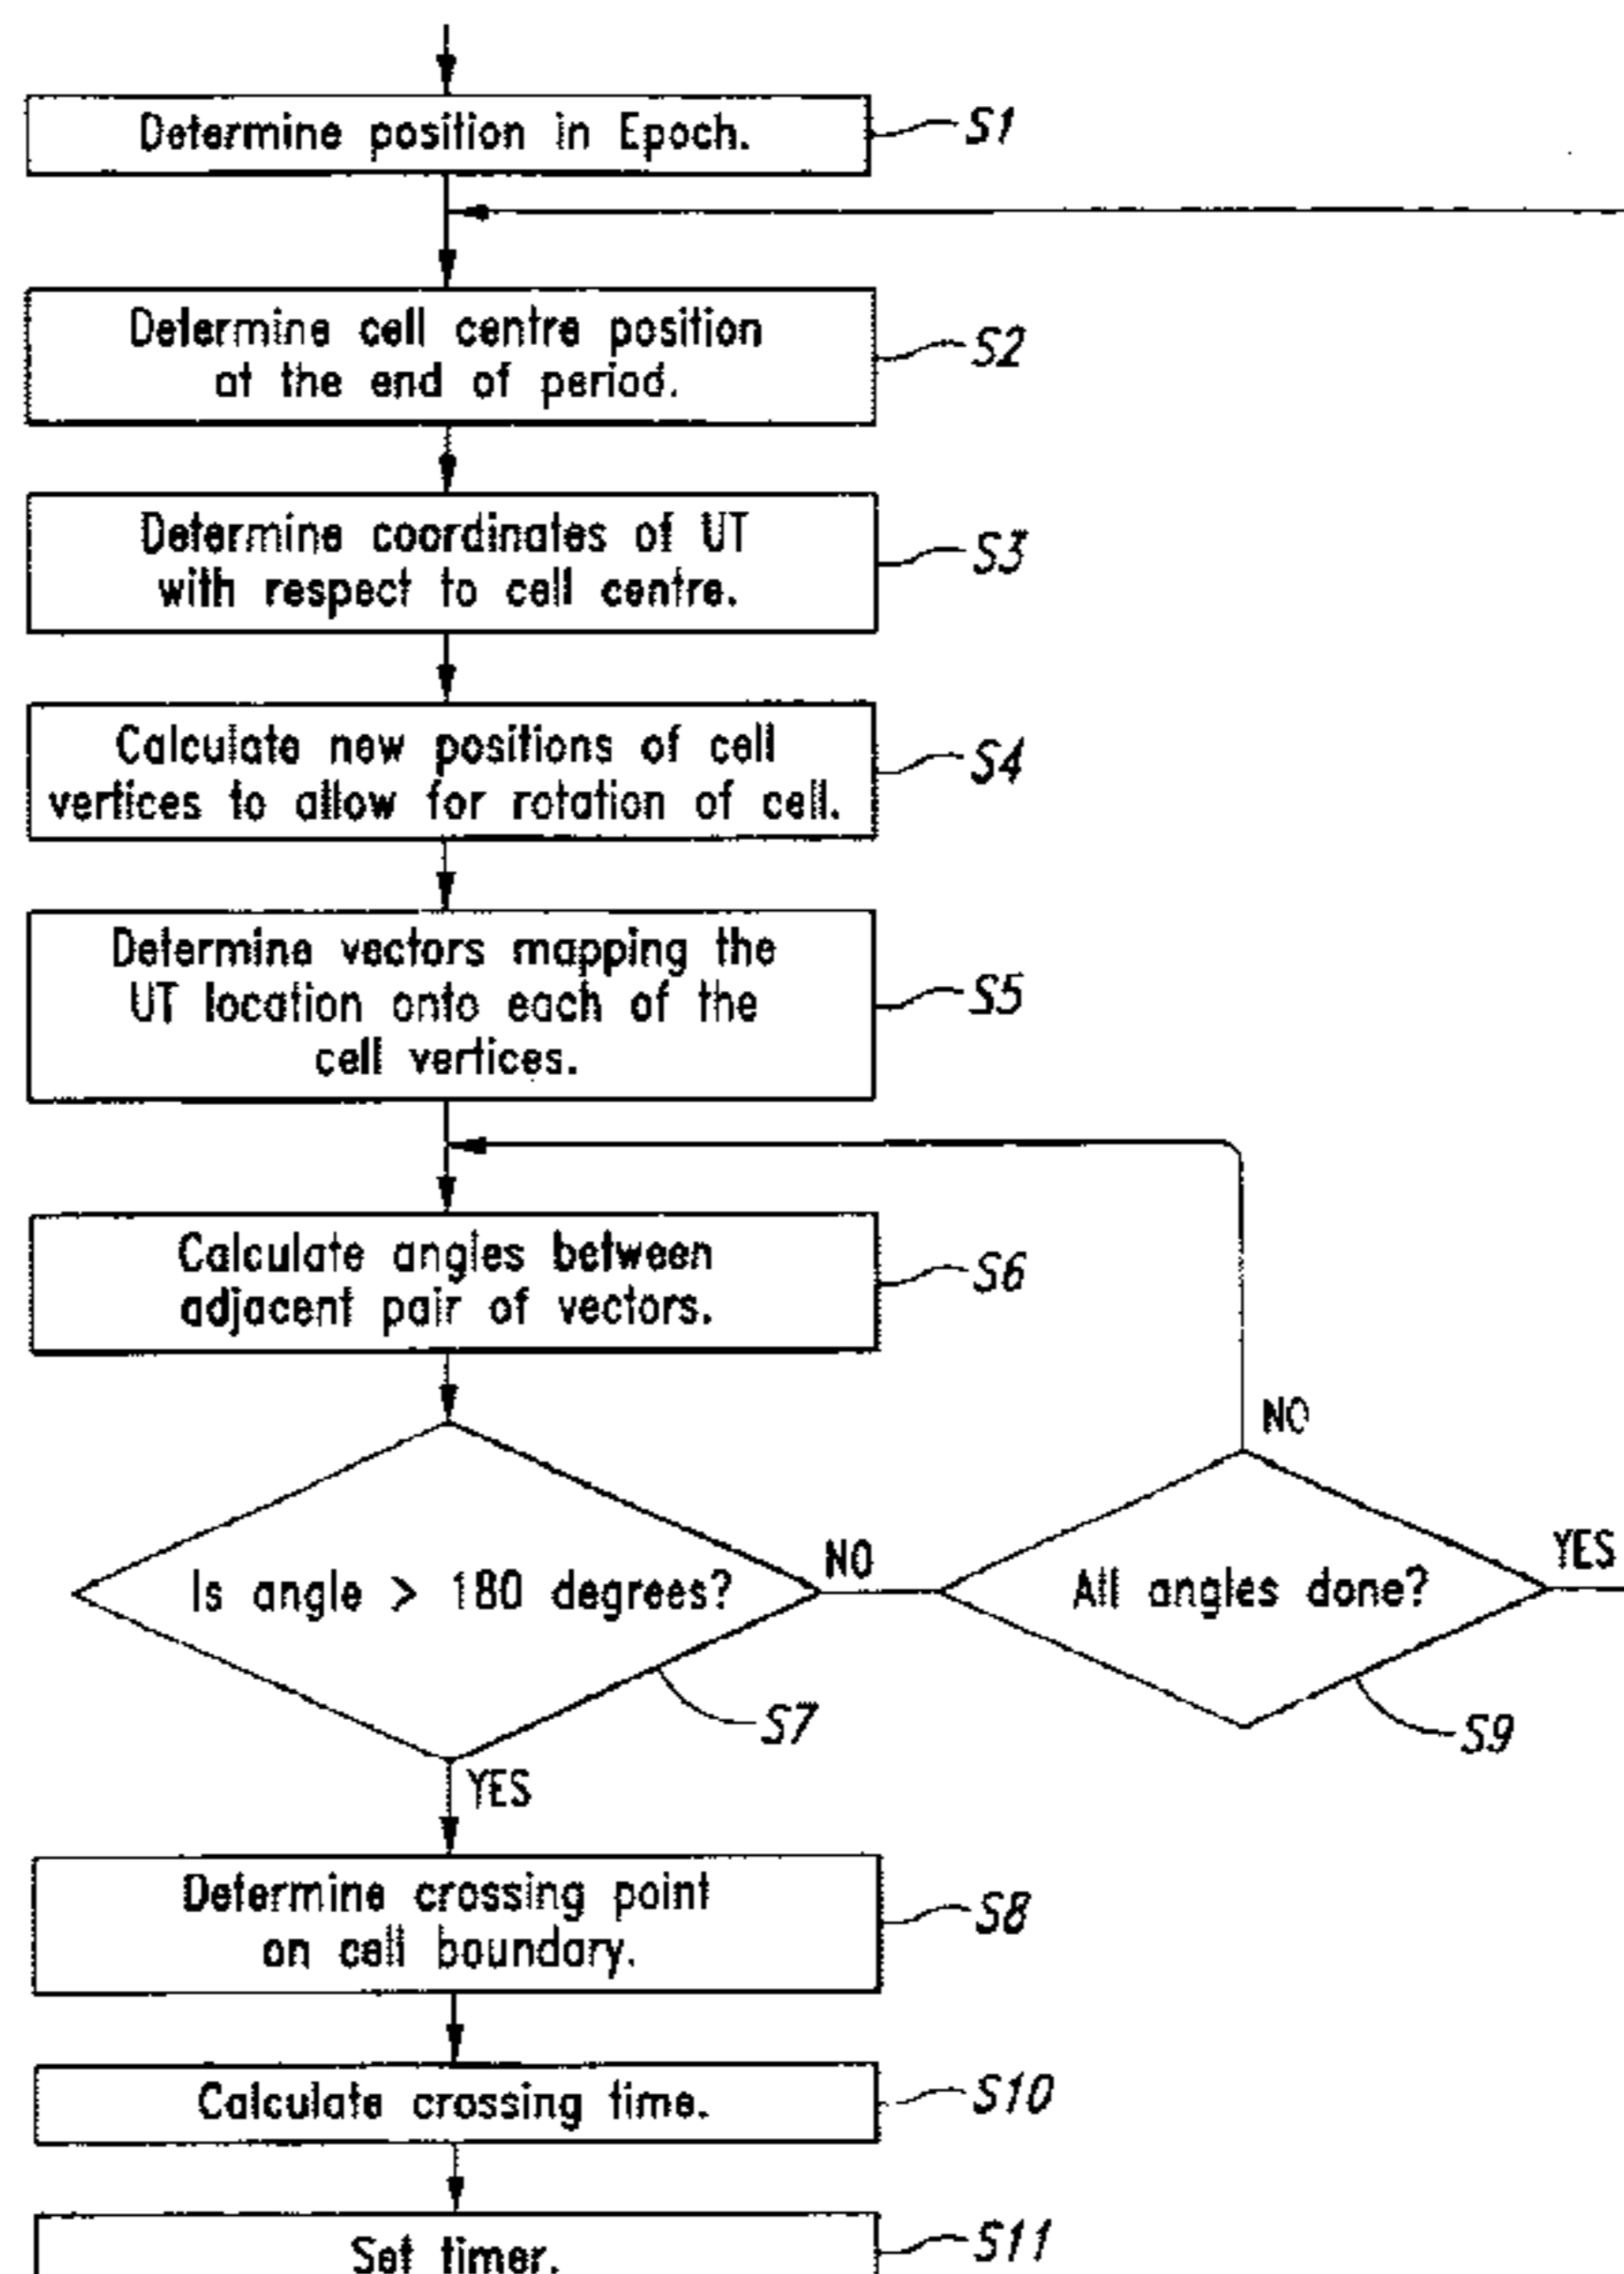 Determine position in Epoch.
S1
Determine cell centre position
at the end of period.
S2
Determine coordinates of UT
with respect to cell centre.
S3
Calculate new positions of cell
vertices to allow for rotation of cell.
S4
Determine vectors mapping the
UT location onto each of the
cell vertices.
S5
Calculate angles between
adjacent pair of vectors.
S6
Is angle > 180 degrees?
NO
S7
YES
All angles done?
NO
YES
S9
Determine crossing point
on cell boundary.
S8
Calculate crossing time.
S10
Set timer.
S11